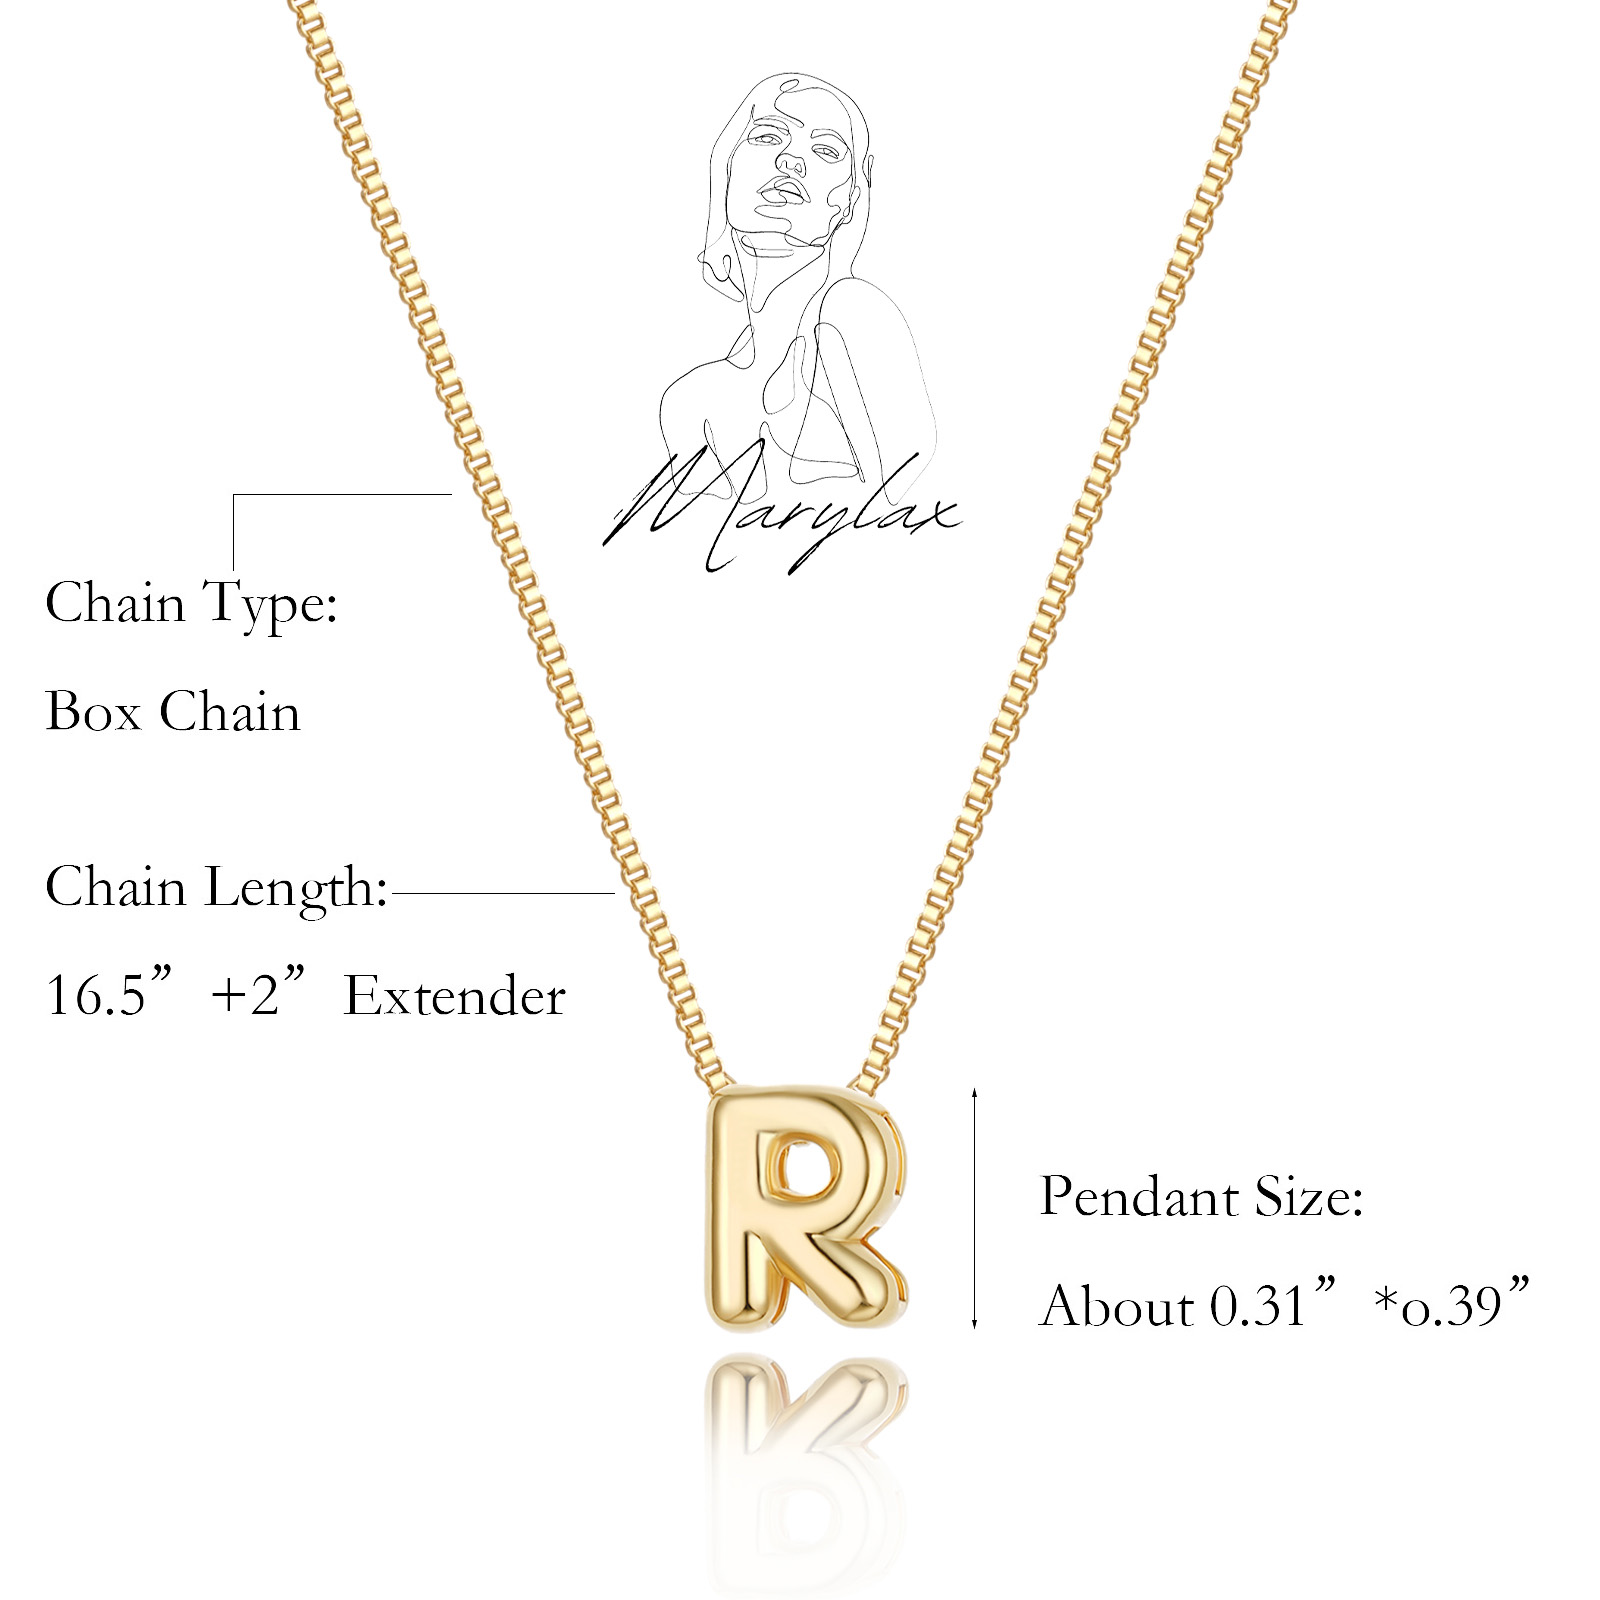 Marylax
Chain Type:
Box Chain
Chain Length:
16.5” +2” Extender
R
Pendant Size:
About 0.31” *o.39”